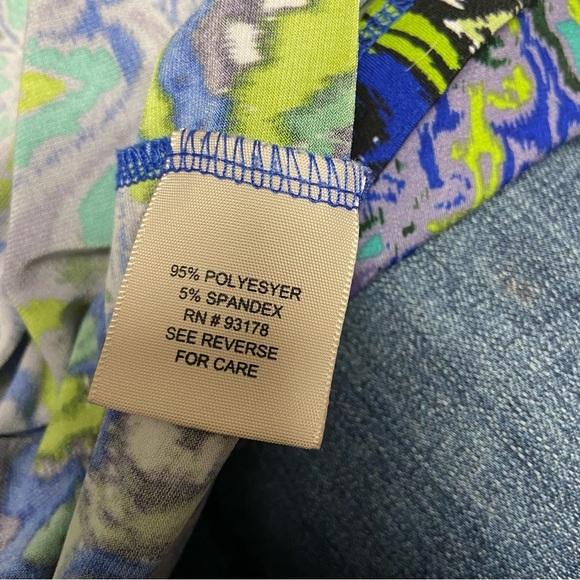 95% POLYESYER
5% SPANDEX
RN # 93178
SEE REVERSE
FOR CARE